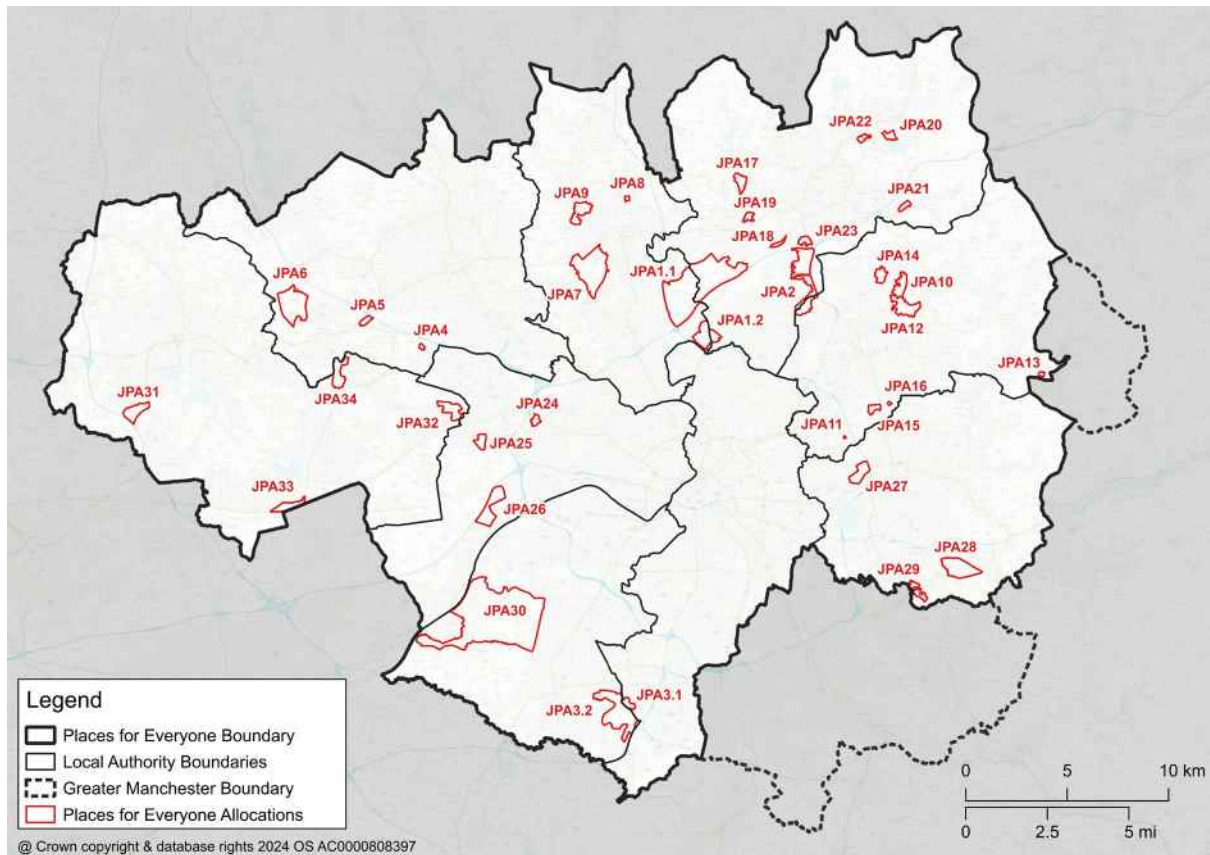 JPA22
JPA20
JPA17
JPA9
JPA8
JPA19
JPA21
JPA18
JPA23
JPA14
JPA10
JPA6
JPA7
JPA1.1
JPA2
JPA5
JPA12
JPA4
JPA1.2
JPA13
JPA31
JPA34
JPA16
JPA24
JPA32
JPA15
JPA11
JPA25
JPA27
JPA33
JPA26
JPA28
JPA29
JPA30
JPA3.1
JPA3.2
Legend
Places for Everyone Boundary
Local Authority Boundaries
Greater Manchester Boundary
Places for Everyone Allocations
0 5 10 km
0 2.5 5 mi
@ Crown copyright & database rights 2024 OS AC0000808397